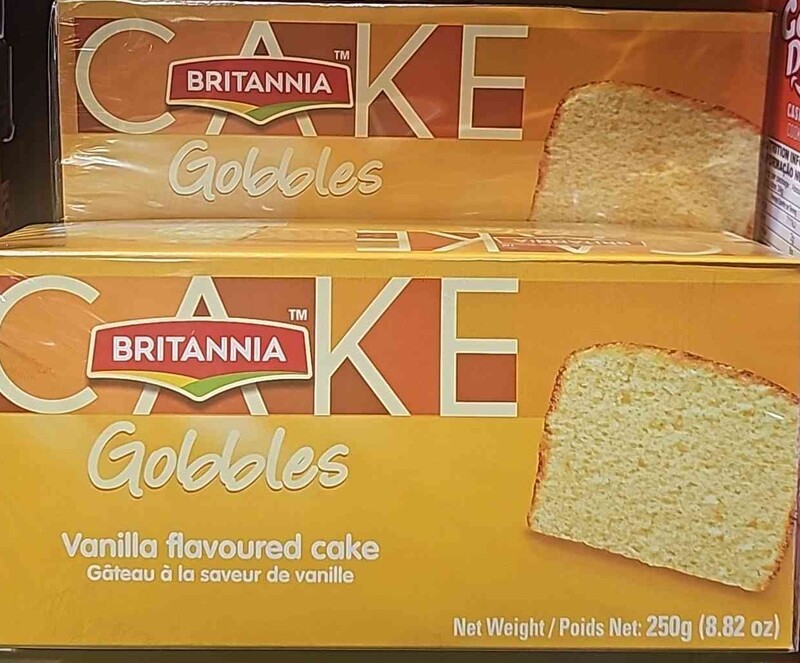 CAKE
BRITANNIA TM
Gobbles
CAKE
BRITANNIA
CAKE
BRITANNIA TM
Gobbles
Vanilla flavoured cake
Gâteau à la saveur de vanille
Net Weight / Poids Net: 250g (8.82 oz)